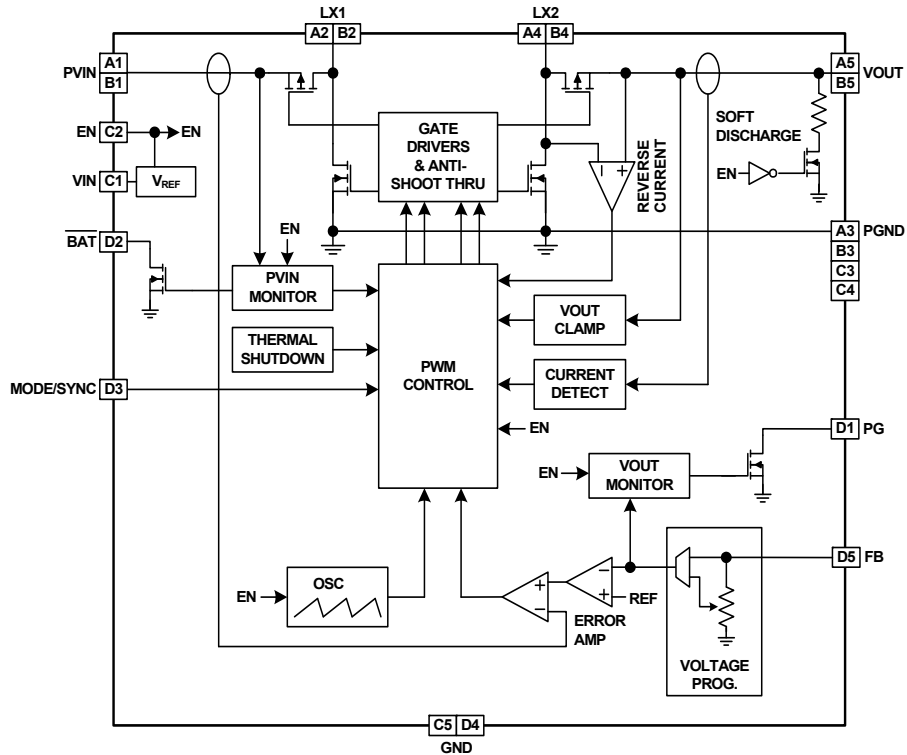 LX1
LX2
A2 B2
A4 B4
PVIN
A1
B1
A5
B5
VOUT
EN C2 EN
VIN C1 VREF
GATE
DRIVERS
& ANTI-
SHOOT THRU
− +
REVERSE
CURRENT
SOFT
DISCHARGE
EN
BAT
D2
EN
PVIN
MONITOR
A3 PGND
B3
C3
C4
THERMAL
SHUTDOWN
PWM
CONTROL
VOUT
CLAMP
CURRENT
DETECT
MODE/SYNC D3
EN
D1 PG
EN
VOUT
MONITOR
D5 FB
EN
OSC
+
−
−
+ REF
ERROR
AMP
VOLTAGE
PROG.
C5 D4
GND